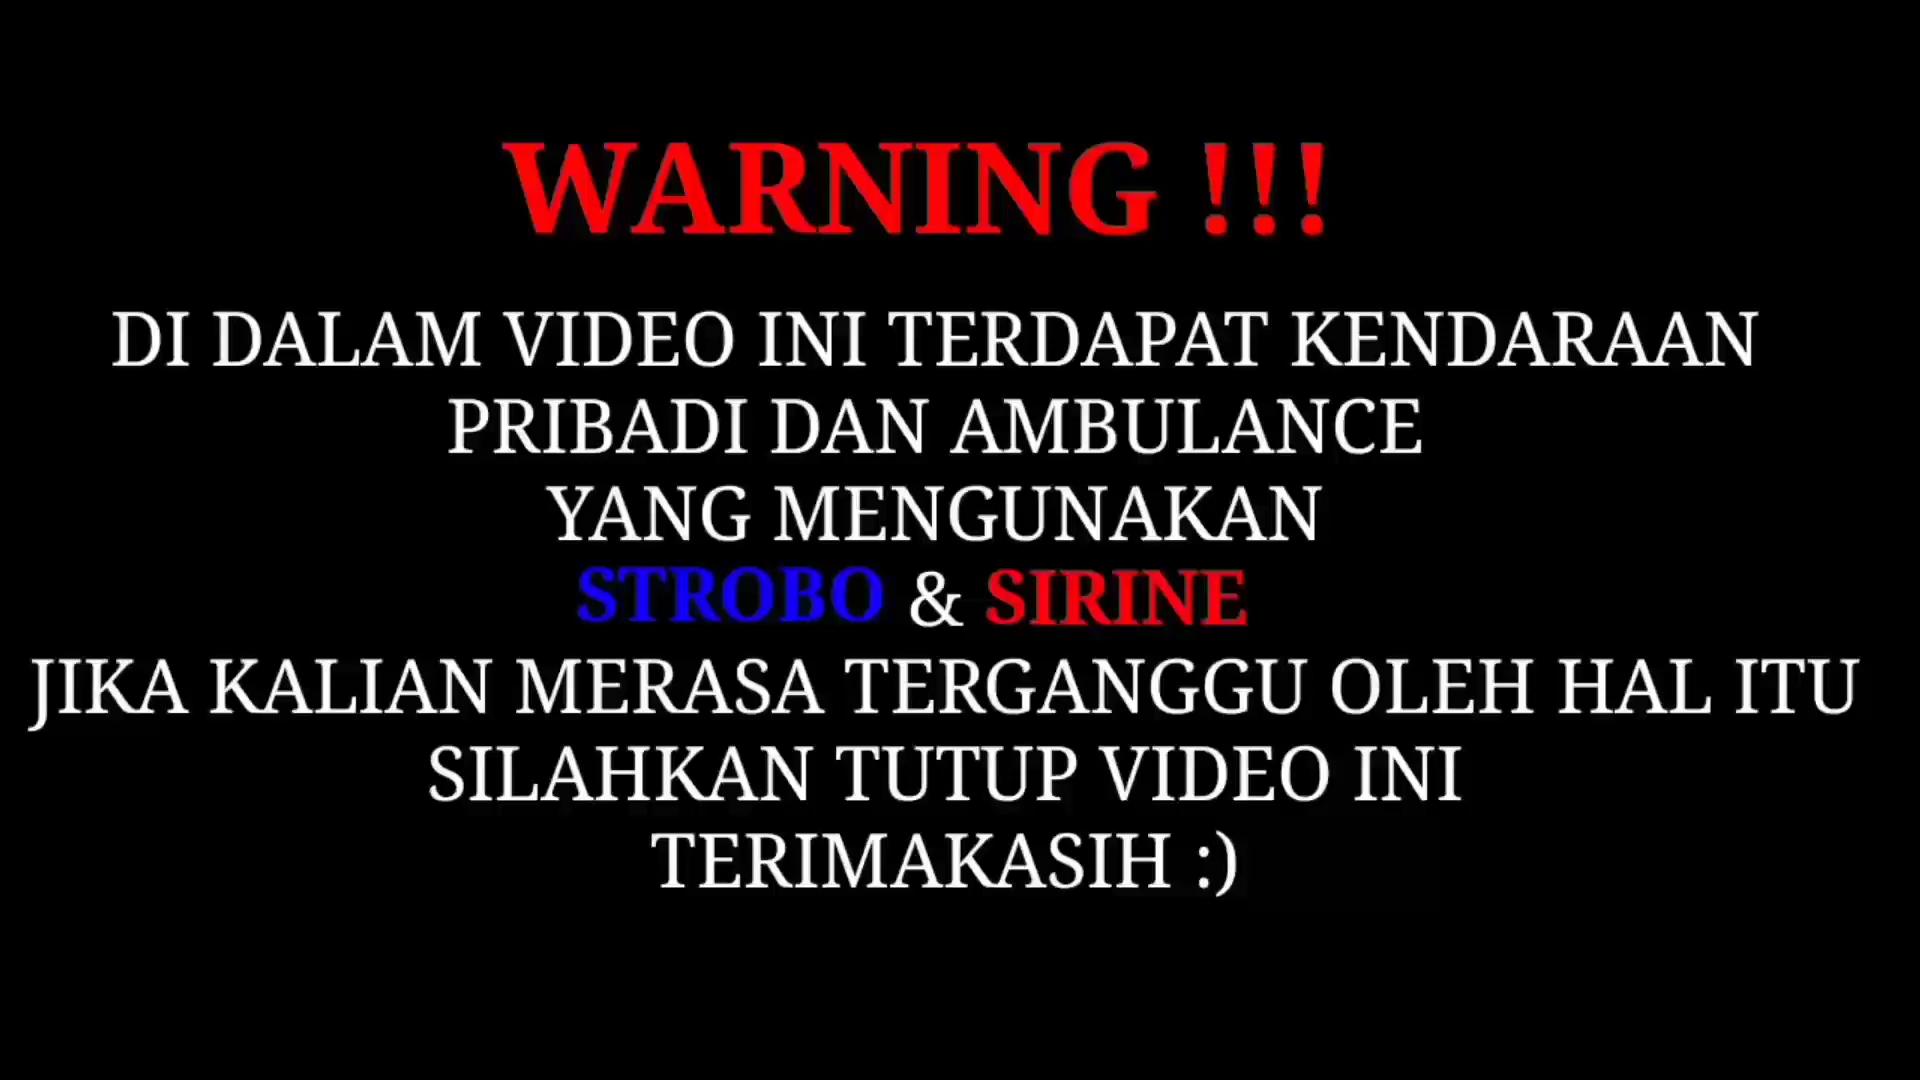 WARNING !!!
DI DALAM VIDEO INI TERDAPAT KENDARAAN
PRIBADI DAN AMBULANCE
YANG MENGUNAKAN
STROBO & SIRINE
JIKA KALIAN MERASA TERGANGGU OLEH HAL ITU
SILAHKAN TUTUP VIDEO INI
TERIMAKASIH :)